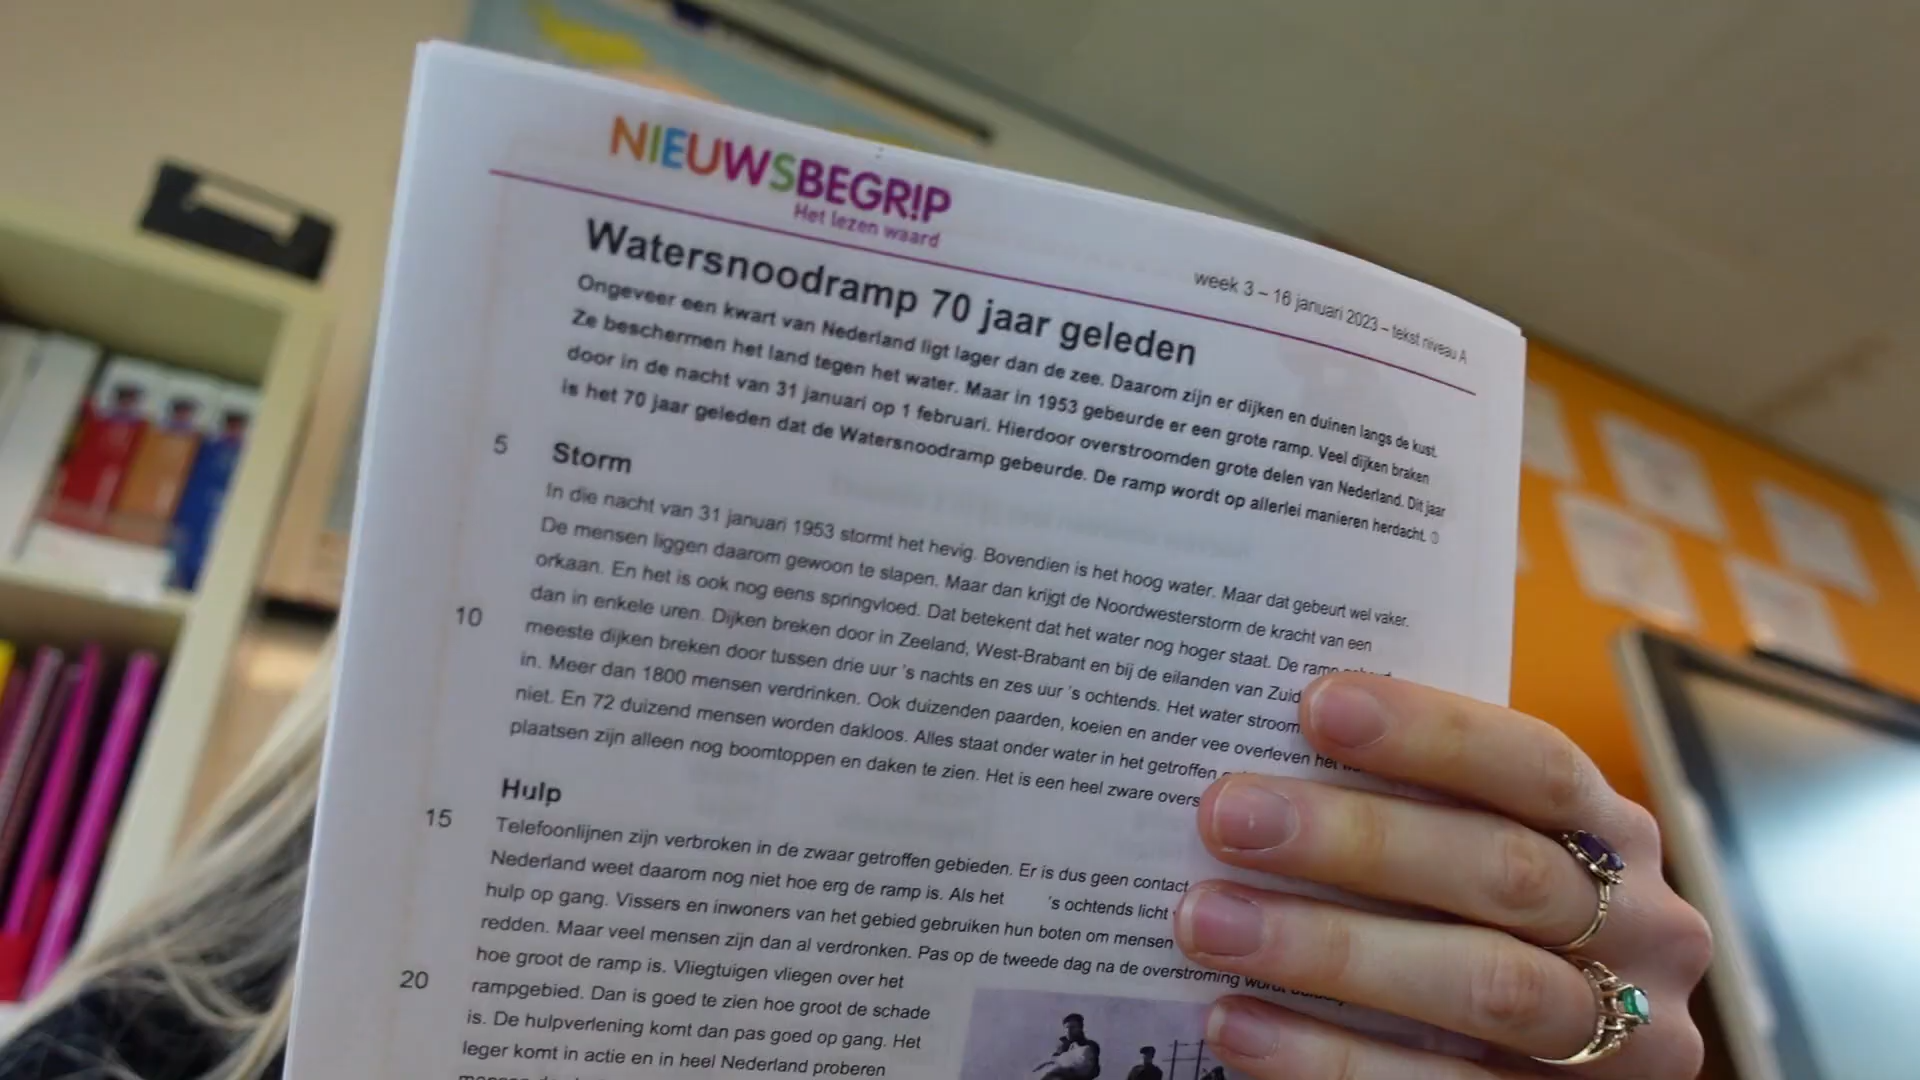 NIEUWSBEGR!P
Het lezen waard
week 3 – 16 januari 2023 – tekst niveau A
Watersnoodramp 70 jaar geleden
Ongeveer een kwart van Nederland ligt lager dan de zee. Daarom zijn er dijken en duinen langs de kust.
Ze beschermen het land tegen het water. Maar in 1953 gebeurde er een grote ramp. Veel dijken braken
door in de nacht van 31 januari op 1 februari. Hierdoor overstroomden grote delen van Nederland. Dit jaar
is het 70 jaar geleden dat de Watersnoodramp gebeurde. De ramp wordt op allerlei manieren herdacht.
5 Storm
In die nacht van 31 januari 1953 stormt het hevig. Bovendien is het hoog water. Maar dat gebeurt wel vaker.
De mensen liggen daarom gewoon te slapen. Maar dan krijgt de Noordwesterstorm de kracht van een
orkaan. En het is ook nog eens springvloed. Dat betekent dat het water nog hoger staat. De ramp
dan in enkele uren. Dijken breken door in Zeeland, West-Brabant en bij de eilanden van Zuid
10 meeste dijken breken door tussen drie uur 's nachts en zes uur 's ochtends. Het water stroom
in. Meer dan 1800 mensen verdrinken. Ook duizenden paarden, koeien en ander vee overleven het
niet. En 72 duizend mensen worden dakloos. Alles staat onder water in het getroffen
plaatsen zijn alleen nog boomtoppen en daken te zien. Het is een heel zware overs
Hulp
15 Telefoonlijnen zijn verbroken in de zwaar getroffen gebieden. Er is dus geen contact
Nederland weet daarom nog niet hoe erg de ramp is. Als het 's ochtends licht
hulp op gang. Vissers en inwoners van het gebied gebruiken hun boten om mensen
redden. Maar veel mensen zijn dan al verdronken. Pas op de tweede dag na de overstroming wordt
hoe groot de ramp is. Vliegtuigen vliegen over het
20 rampgebied. Dan is goed te zien hoe groot de schade
is. De hulpverlening komt dan pas goed op gang. Het
leger komt in actie en in heel Nederland proberen